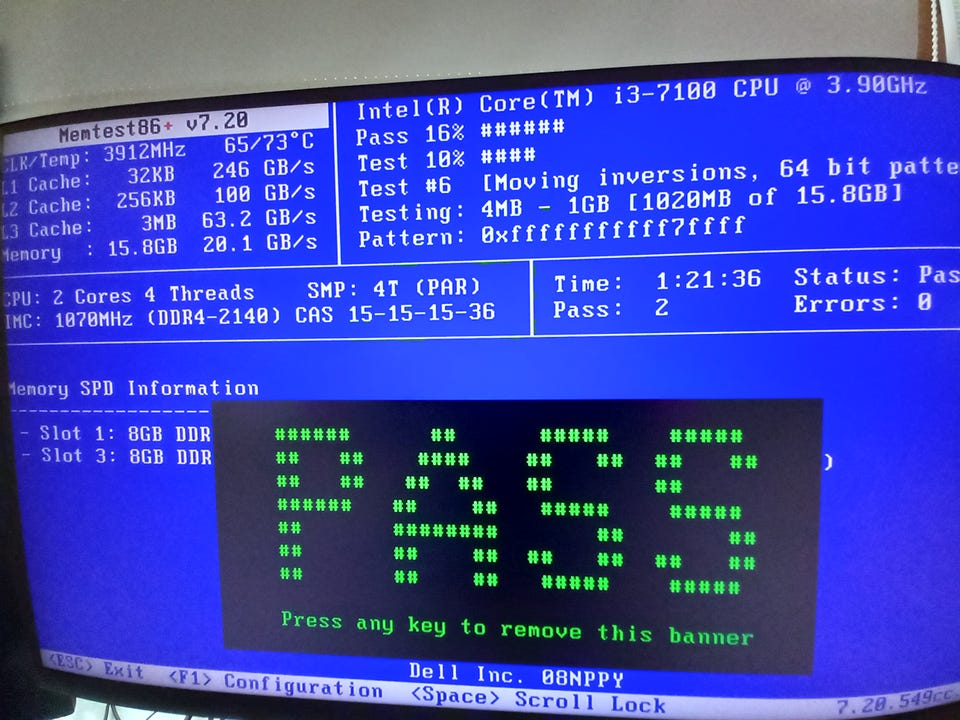 Memtest86+ v7.20
CLK/Temp: 3912MHz 65/73°C
L1 Cache: 32KB 246 GB/s
L2 Cache: 256KB 100 GB/s
L3 Cache: 3MB 63.2 GB/s
Memory : 15.8GB 20.1 GB/s
Intel(R) Core(TM) i3-7100 CPU @ 3.90GHz
Pass 16% ######
Test 10% ####
Test #6 [Moving inversions, 64 bit patte
Testing: 4MB - 1GB [1020MB of 15.8GB]
Pattern: 0xfffffffffff7ffff
CPU: 2 Cores 4 Threads SMP: 4T (PAR)
IMC: 1070MHz (DDR4-2140) CAS 15-15-15-36
Time: 1:21:36 Status: Pas
Pass: 2 Errors: 0
Memory SPD Information
----------------------
- Slot 1: 8GB DDR
- Slot 3: 8GB DDR )
PASS
Press any key to remove this banner
Dell Inc. 08NPPY
<ESC> Exit <F1> Configuration <Space> Scroll Lock 7.20.549cc